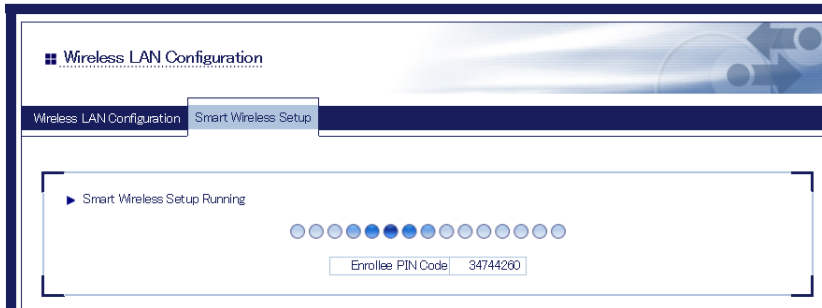 Wireless LAN Configuration
Wireless LAN Configuration Smart Wireless Setup
Smart Wireless Setup Running
Enrollee PIN Code 34744260